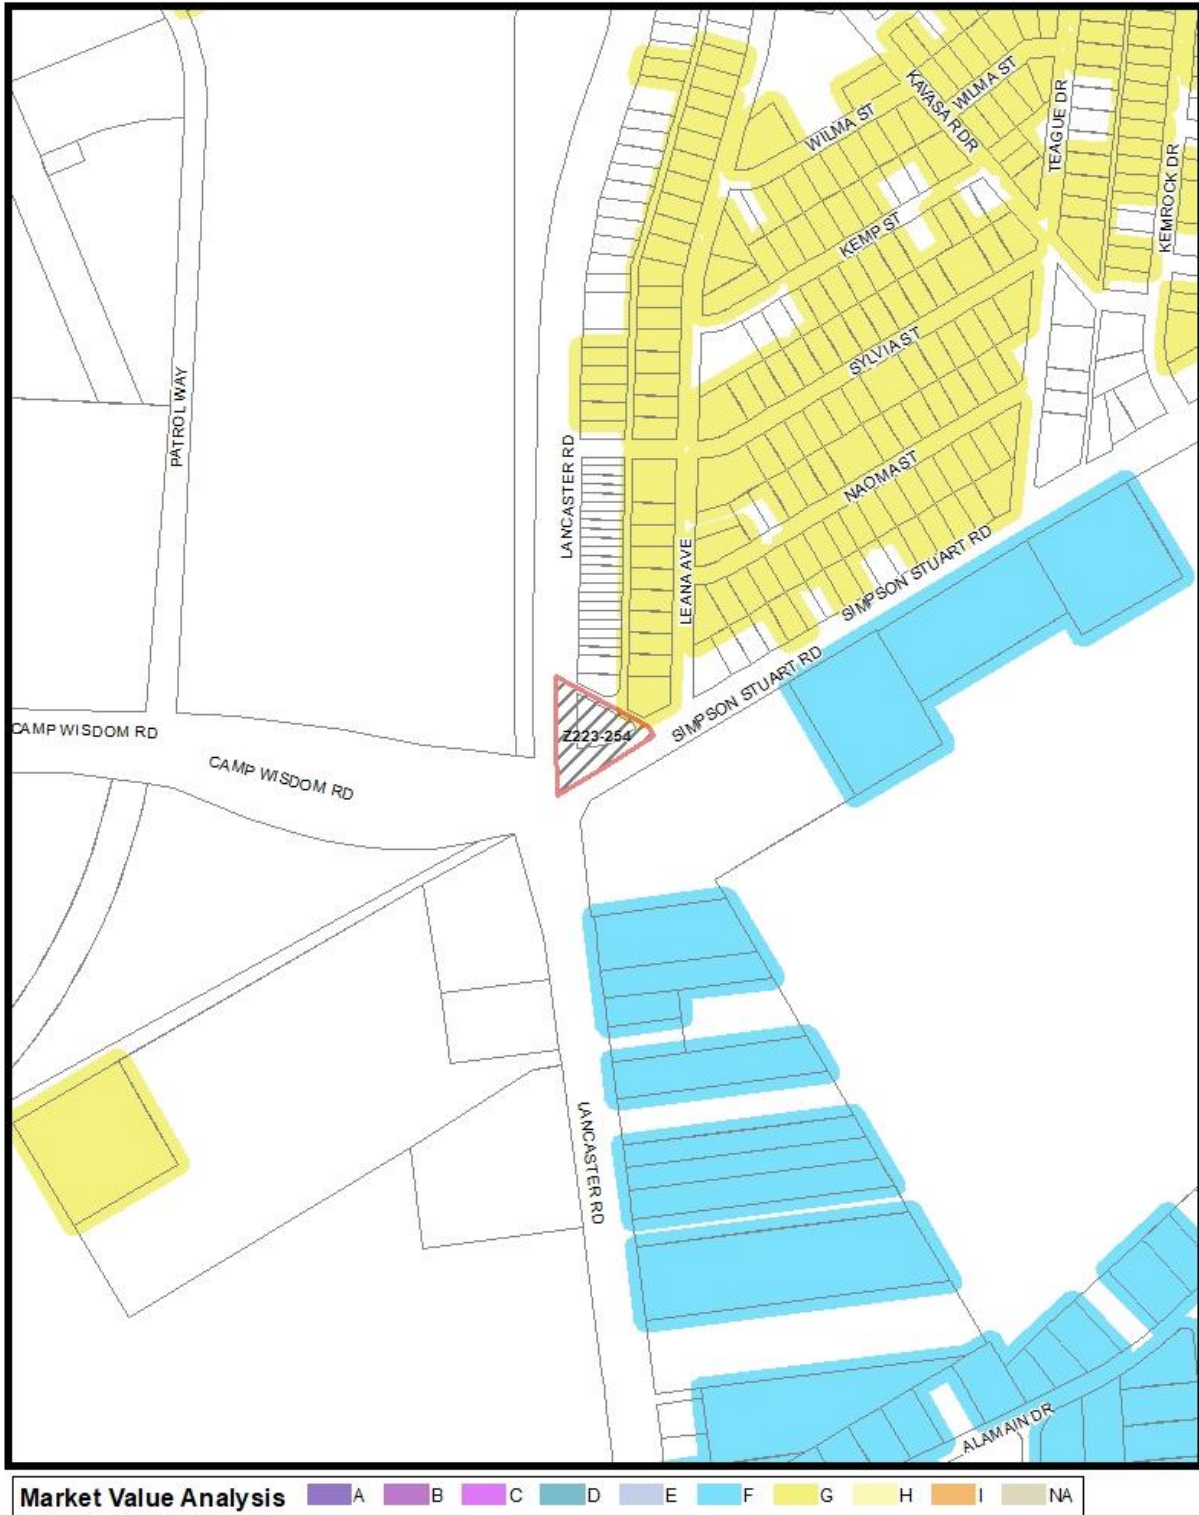 WILMA ST
KAVASAR DR
WILMA ST
TEAGUE DR
KEMROCK DR
KEMP ST
SYLVIA ST
PATROL WAY
LANCASTER RD
NAOMA ST
LEANA AVE
SIMPSON STUART RD
SIMPSON STUART RD
CAMP WISDOM RD
Z223-254
CAMP WISDOM RD
LANCASTER RD
ALAMAIN DR
Market Value Analysis A B C D E F G H I NA